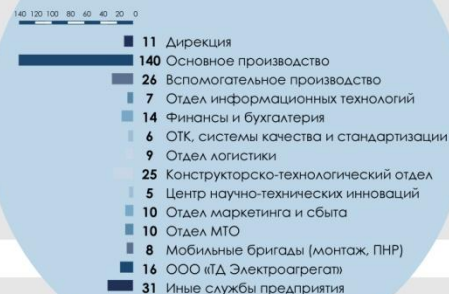 140 120 100 80 60 40 20 0
11 Дирекция
140 Основное производство
26 Вспомогательное производство
7 Отдел информационных технологий
14 Финансы и бухгалтерия
6 ОТК, системы качества и стандартизации
9 Отдел логистики
25 Конструкторско-технологический отдел
5 Центр научно-технических инноваций
10 Отдел маркетинга и сбыта
10 Отдел МТО
8 Мобильные бригады (монтаж, ПНР)
16 ООО «ТД Электроагрегат»
31 Иные службы предприятия